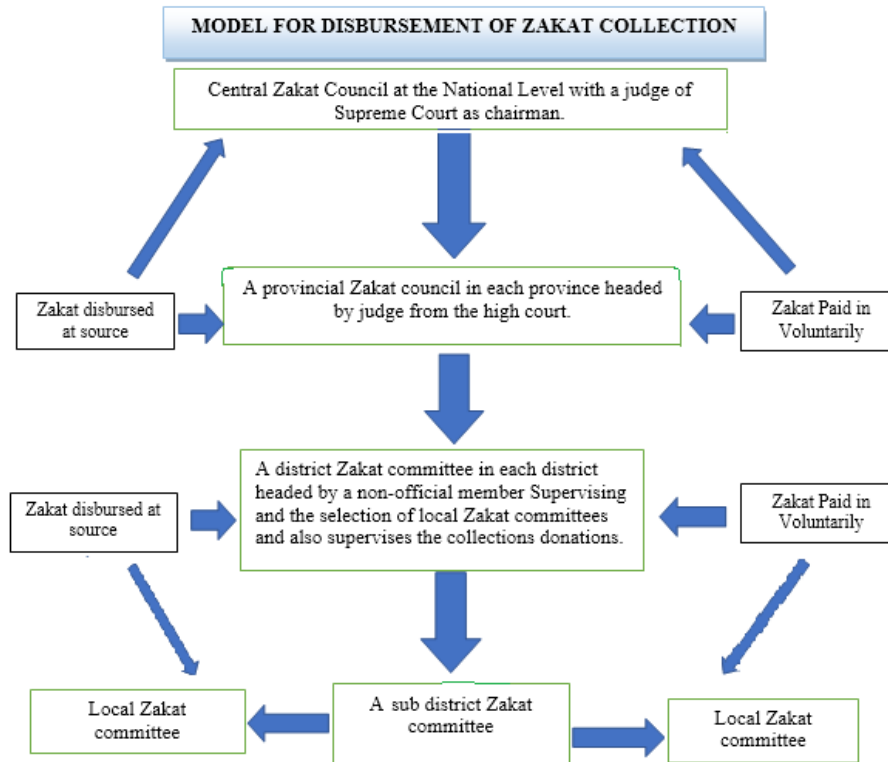 MODEL FOR DISBURSEMENT OF ZAKAT COLLECTION
Central Zakat Council at the National Level with a judge of
Supreme Court as chairman.
Zakat disbursed
at source
A provincial Zakat council in each province headed
by judge from the high court.
Zakat Paid in
Voluntarily
Zakat disbursed at
source
A district Zakat committee in each district
headed by a non-official member Supervising
and the selection of local Zakat committees
and also supervises the collections donations.
Zakat Paid in
Voluntarily
Local Zakat
committee
A sub district Zakat
committee
Local Zakat
committee